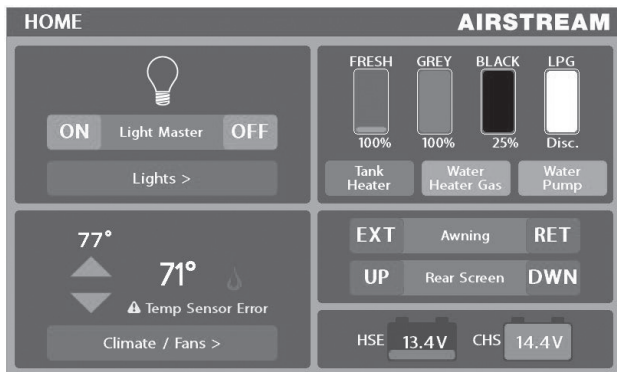 HOME
AIRSTREAM
ON Light Master OFF
Lights >
FRESH GREY BLACK LPG
100% 100% 25% Disc.
Tank Heater
Water Heater Gas
Water Pump
77°
71°
Temp Sensor Error
Climate / Fans >
EXT Awning RET
UP Rear Screen DWN
HSE 13.4V CHS 14.4V